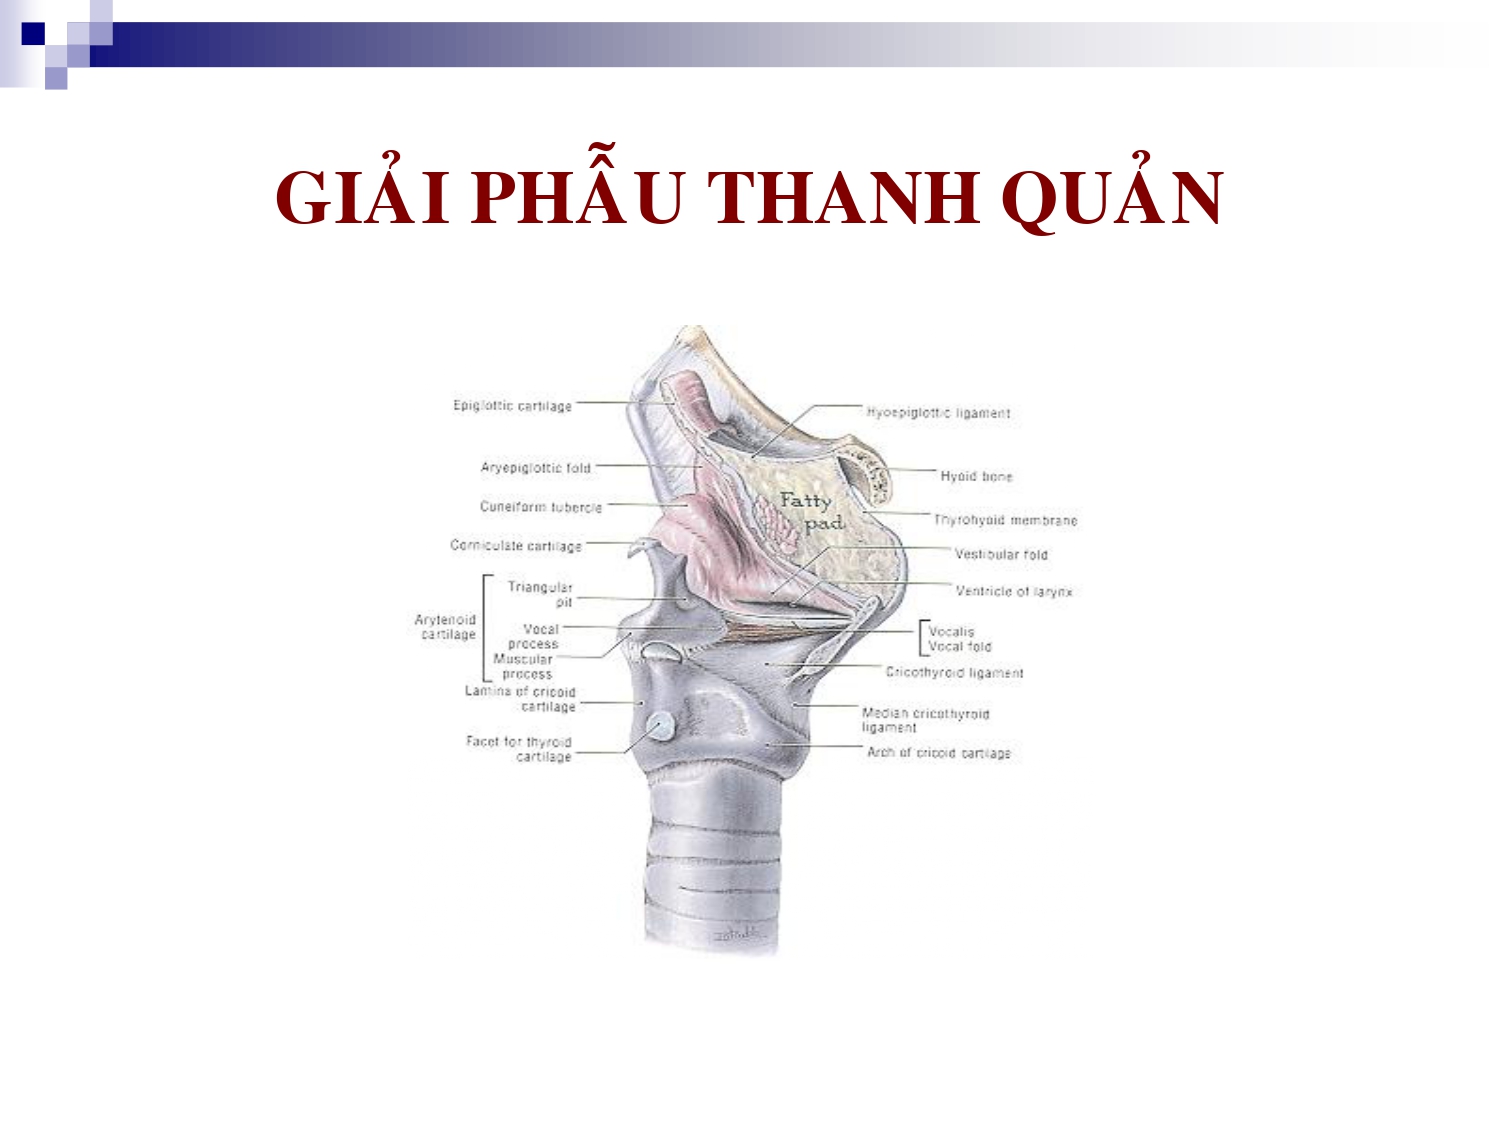 GIẢI PHẪU THANH QUẢN
Epiglottic cartilage
Hyoepiglottic ligament
Aryepiglottic fold
Hyoid bone
Cuneiform tubercle
Fatty
pad
Thyrohyoid membrane
Corniculate cartilage
Vestibular fold
Triangular
pit
Ventricle of larynx
Arytenoid
cartilage
Vocal
process
Vocalis
Vocal fold
Muscular
process
Cricothyroid ligament
Lamina of cricoid
cartilage
Median cricothyroid
ligament
Facet for thyroid
cartilage
Arch of cricoid cartilage